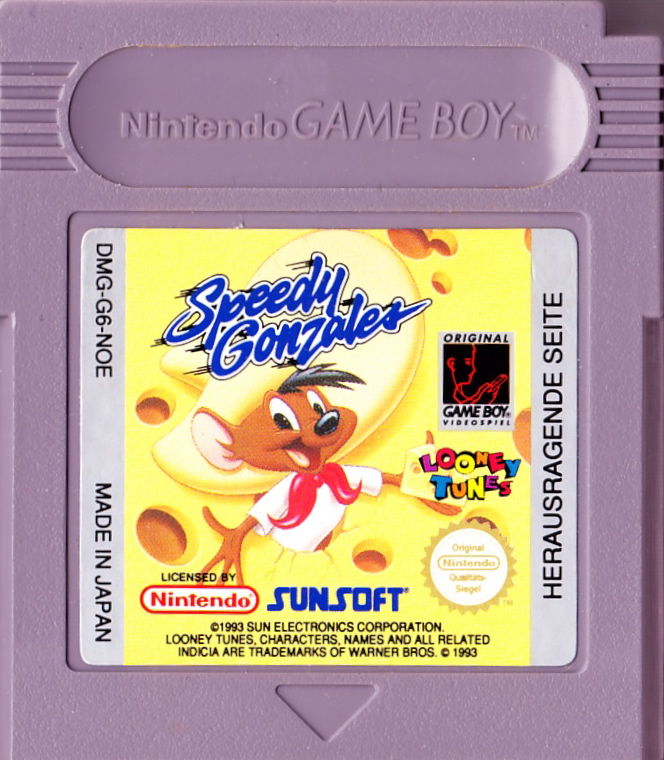 Nintendo GAME BOY TM
DMG-G6-NOE
MADE IN JAPAN
Speedy
Gonzales
ORIGINAL
GAME BOY®
VIDEOSPIEL
LOONEY
TUNES
HERAUSRAGENDE SEITE
Original
Nintendo
Qualitäts-
Siegel
TM
LICENSED BY
Nintendo®
SUNSOFT®
©1993 SUN ELECTRONICS CORPORATION.
LOONEY TUNES, CHARACTERS, NAMES AND ALL RELATED
INDICIA ARE TRADEMARKS OF WARNER BROS. © 1993